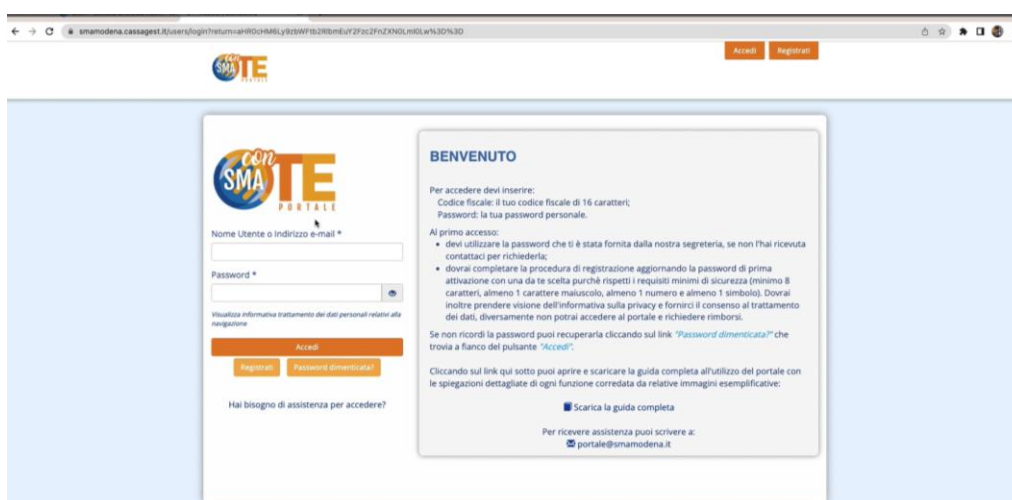 smamodena.cassagest.it/users/login?return=
Accedi
Registrati
SMA TE
PORTALE
con
SMA TE
PORTALE
Nome Utente o Indirizzo e-mail *
Password *
Visualizza informativa trattamento dei dati personali relativi alla
navigazione
Accedi
Registrati
Password dimenticata?
Hai bisogno di assistenza per accedere?
BENVENUTO
Per accedere devi inserire:
Codice fiscale: il tuo codice fiscale di 16 caratteri;
Password: la tua password personale.
Al primo accesso:
• devi utilizzare la password che ti è stata fornita dalla nostra segreteria, se non l'hai ricevuta
contattaci per richiederla;
• dovrai completare la procedura di registrazione aggiornando la password di prima
attivazione con una da te scelta purchè rispetti i requisiti minimi di sicurezza (minimo 8
caratteri, almeno 1 carattere maiuscolo, almeno 1 numero e almeno 1 simbolo). Dovrai
inoltre prendere visione dell'informativa sulla privacy e fornirci il consenso al trattamento
dei dati, diversamente non potrai accedere al portale e richiedere rimborsi.
Se non ricordi la password puoi recuperarla cliccando sul link "Password dimenticata?" che
trovia a fianco del pulsante "Accedi".
Cliccando sul link qui sotto puoi aprire e scaricare la guida completa all'utilizzo del portale con
le spiegazioni dettagliate di ogni funzione corredata da relative immagini esemplificative:
Scarica la guida completa
Per ricevere assistenza puoi scrivere a:
portale@smamodena.it